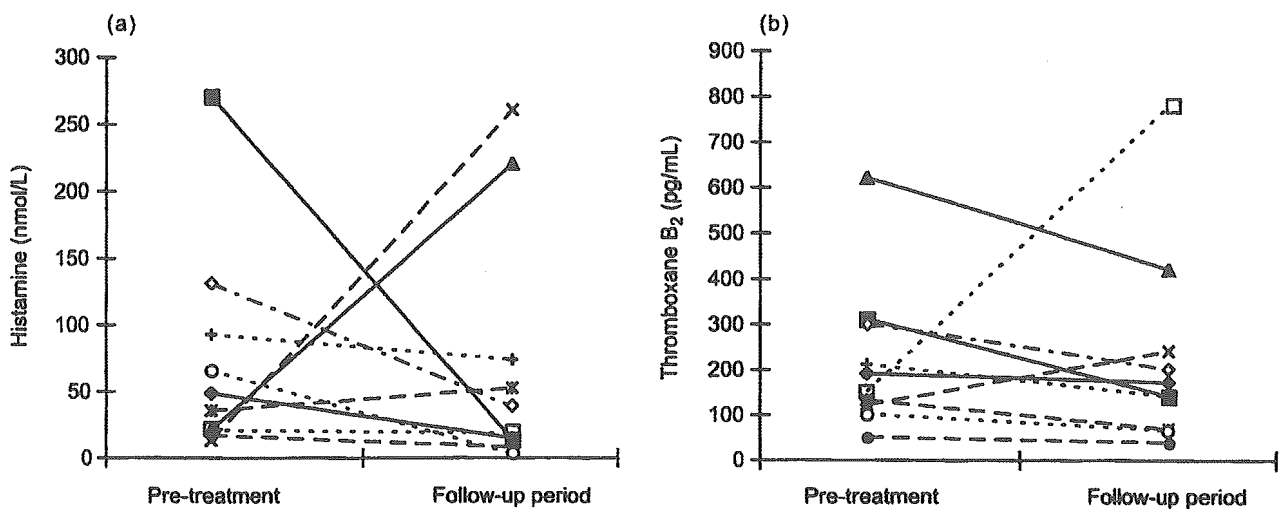 (a)
300
250
200
150
100
50
0
Histamine (nmol/L)
Pre-treatment
Follow-up period
(b)
900
800
700
600
500
400
300
200
100
0
Thromboxane B₂ (pg/mL)
Pre-treatment
Follow-up period